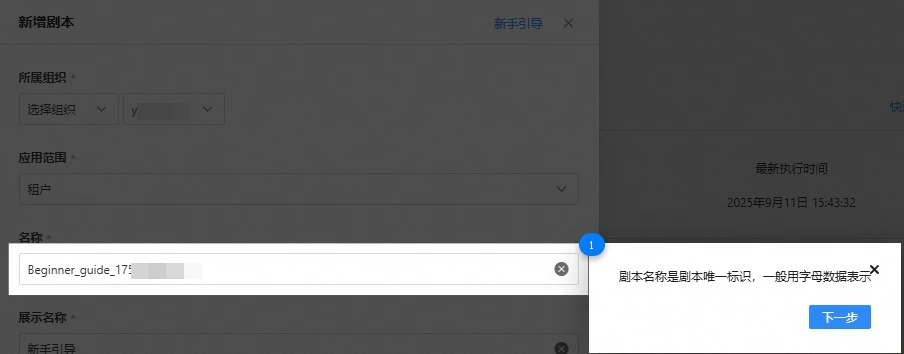 新增剧本
新手引导
所属组织 *
选择组织
y
应用范围 *
租户
名称 *
Beginner_guide_175
展示名称 *
新手引导
最新执行时间
2025年9月11日 15:43:32
1
剧本名称是剧本唯一标识，一般用字母数据表示
下一步